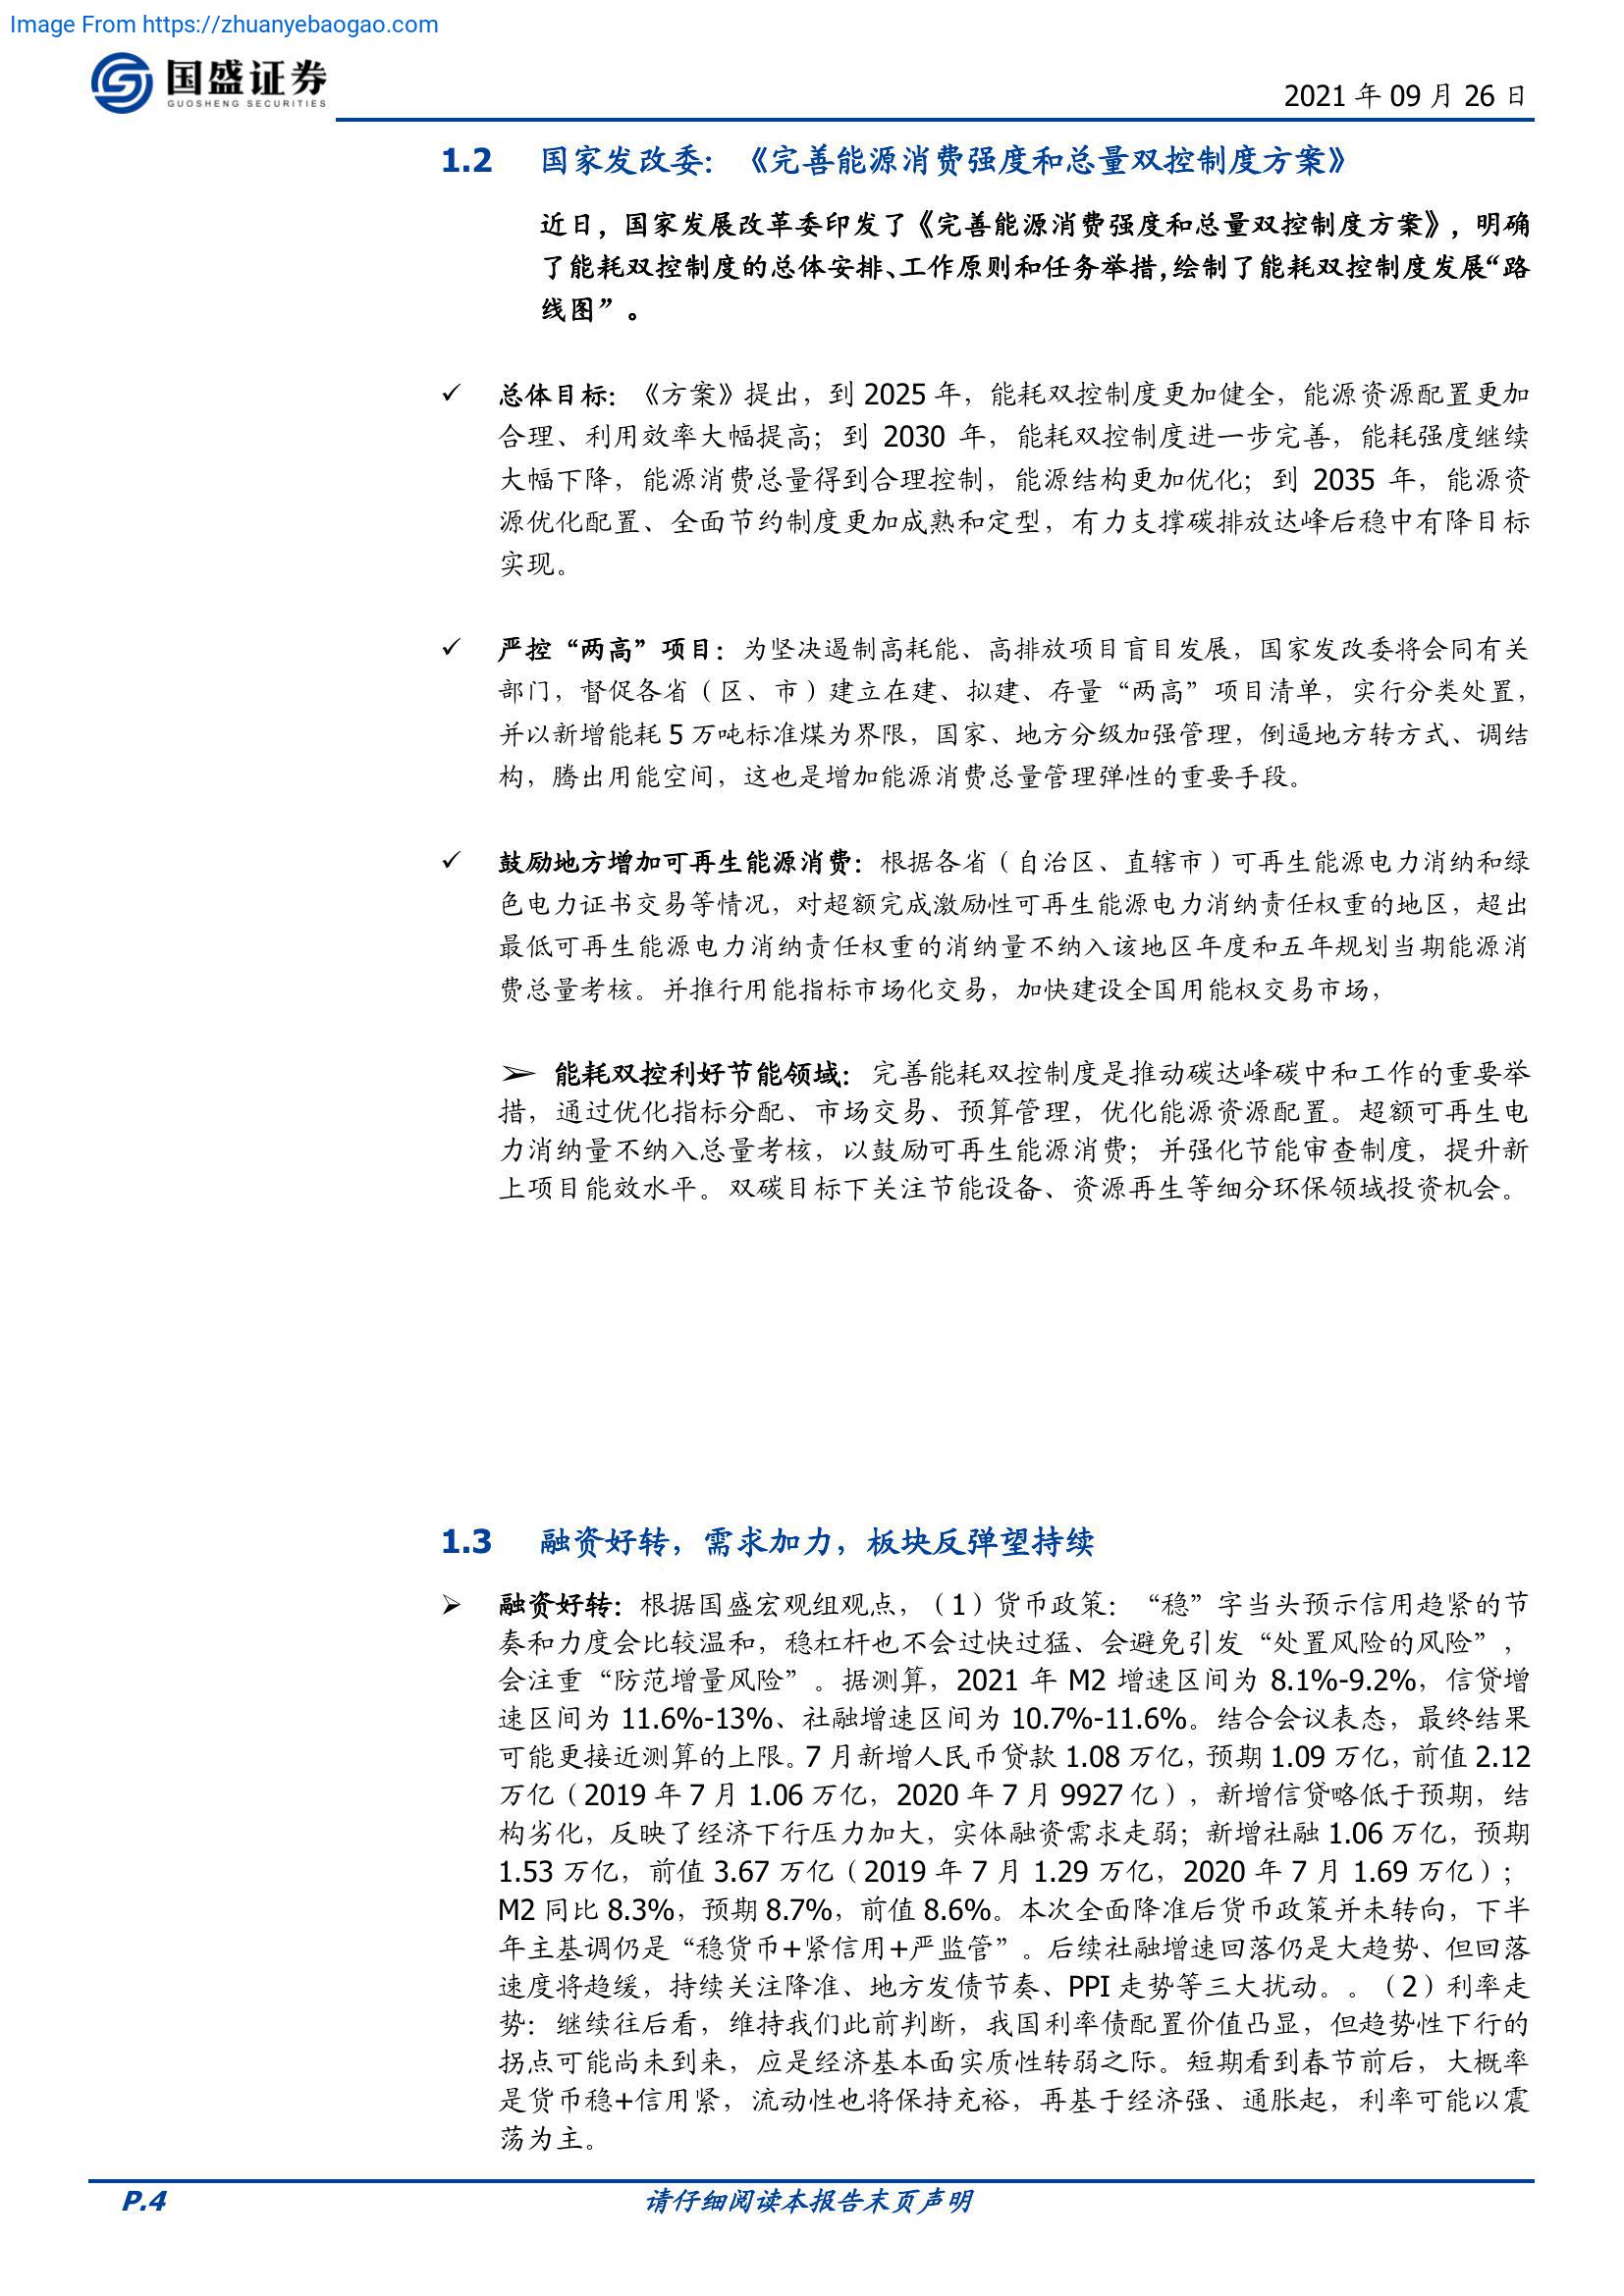 Image From https://zhuanyebaogao.com
国盛证券
GUOSHENG SECURITIES
2021 年 09 月 26 日
1.2 国家发改委：《完善能源消费强度和总量双控制度方案》
近日，国家发展改革委印发了《完善能源消费强度和总量双控制度方案》，明确
了能耗双控制度的总体安排、工作原则和任务举措,绘制了能耗双控制度发展“路
线图”。
✓ 总体目标：《方案》提出，到 2025 年，能耗双控制度更加健全，能源资源配置更加
合理、利用效率大幅提高；到 2030 年，能耗双控制度进一步完善，能耗强度继续
大幅下降，能源消费总量得到合理控制，能源结构更加优化；到 2035 年，能源资
源优化配置、全面节约制度更加成熟和定型，有力支撑碳排放达峰后稳中有降目标
实现。
✓ 严控“两高”项目：为坚决遏制高耗能、高排放项目盲目发展，国家发改委将会同有关
部门，督促各省（区、市）建立在建、拟建、存量“两高”项目清单，实行分类处置，
并以新增能耗 5 万吨标准煤为界限，国家、地方分级加强管理，倒逼地方转方式、调结
构，腾出用能空间，这也是增加能源消费总量管理弹性的重要手段。
✓ 鼓励地方增加可再生能源消费：根据各省（自治区、直辖市）可再生能源电力消纳和绿
色电力证书交易等情况，对超额完成激励性可再生能源电力消纳责任权重的地区，超出
最低可再生能源电力消纳责任权重的消纳量不纳入该地区年度和五年规划当期能源消
费总量考核。并推行用能指标市场化交易，加快建设全国用能权交易市场，
➢ 能耗双控利好节能领域：完善能耗双控制度是推动碳达峰碳中和工作的重要举
措，通过优化指标分配、市场交易、预算管理，优化能源资源配置。超额可再生电
力消纳量不纳入总量考核，以鼓励可再生能源消费；并强化节能审查制度，提升新
上项目能效水平。双碳目标下关注节能设备、资源再生等细分环保领域投资机会。
1.3 融资好转，需求加力，板块反弹望持续
➢ 融资好转：根据国盛宏观组观点，（1）货币政策：“稳”字当头预示信用趋紧的节
奏和力度会比较温和，稳杠杆也不会过快过猛、会避免引发“处置风险的风险”，
会注重“防范增量风险”。据测算，2021 年 M2 增速区间为 8.1%-9.2%，信贷增
速区间为 11.6%-13%、社融增速区间为 10.7%-11.6%。结合会议表态，最终结果
可能更接近测算的上限。7 月新增人民币贷款 1.08 万亿，预期 1.09 万亿，前值 2.12
万亿（2019 年 7 月 1.06 万亿，2020 年 7 月 9927 亿），新增信贷略低于预期，结
构劣化，反映了经济下行压力加大，实体融资需求走弱；新增社融 1.06 万亿，预期
1.53 万亿，前值 3.67 万亿（2019 年 7 月 1.29 万亿，2020 年 7 月 1.69 万亿）；
M2 同比 8.3%，预期 8.7%，前值 8.6%。本次全面降准后货币政策并未转向，下半
年主基调仍是“稳货币+紧信用+严监管”。后续社融增速回落仍是大趋势、但回落
速度将趋缓，持续关注降准、地方发债节奏、PPI 走势等三大扰动。。（2）利率走
势：继续往后看，维持我们此前判断，我国利率债配置价值凸显，但趋势性下行的
拐点可能尚未到来，应是经济基本面实质性转弱之际。短期看到春节前后，大概率
是货币稳+信用紧，流动性也将保持充裕，再基于经济强、通胀起，利率可能以震
荡为主。
P.4 请仔细阅读本报告末页声明